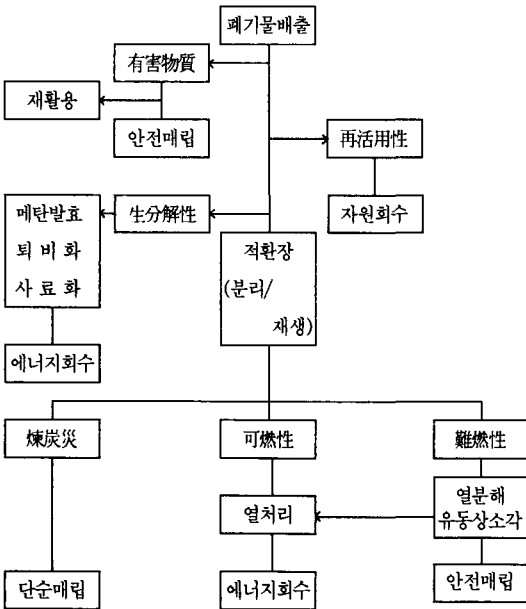 폐기물배출
有害物質
재활용
안전매립
再活用性
자원회수
메탄발효
퇴비화
사료화
生分解性
적환장
(분리/
재생)
에너지회수
煉炭災
可燃性
難燃性
열처리
열분해
유동상소각
단순매립
에너지회수
안전매립